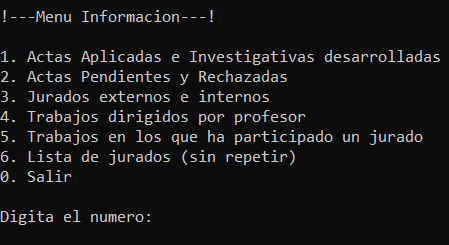 !---Menu Informacion---!
1. Actas Aplicadas e Investigativas desarrolladas
2. Actas Pendientes y Rechazadas
3. Jurados externos e internos
4. Trabajos dirigidos por profesor
5. Trabajos en los que ha participado un jurado
6. Lista de jurados (sin repetir)
0. Salir
Digita el numero: